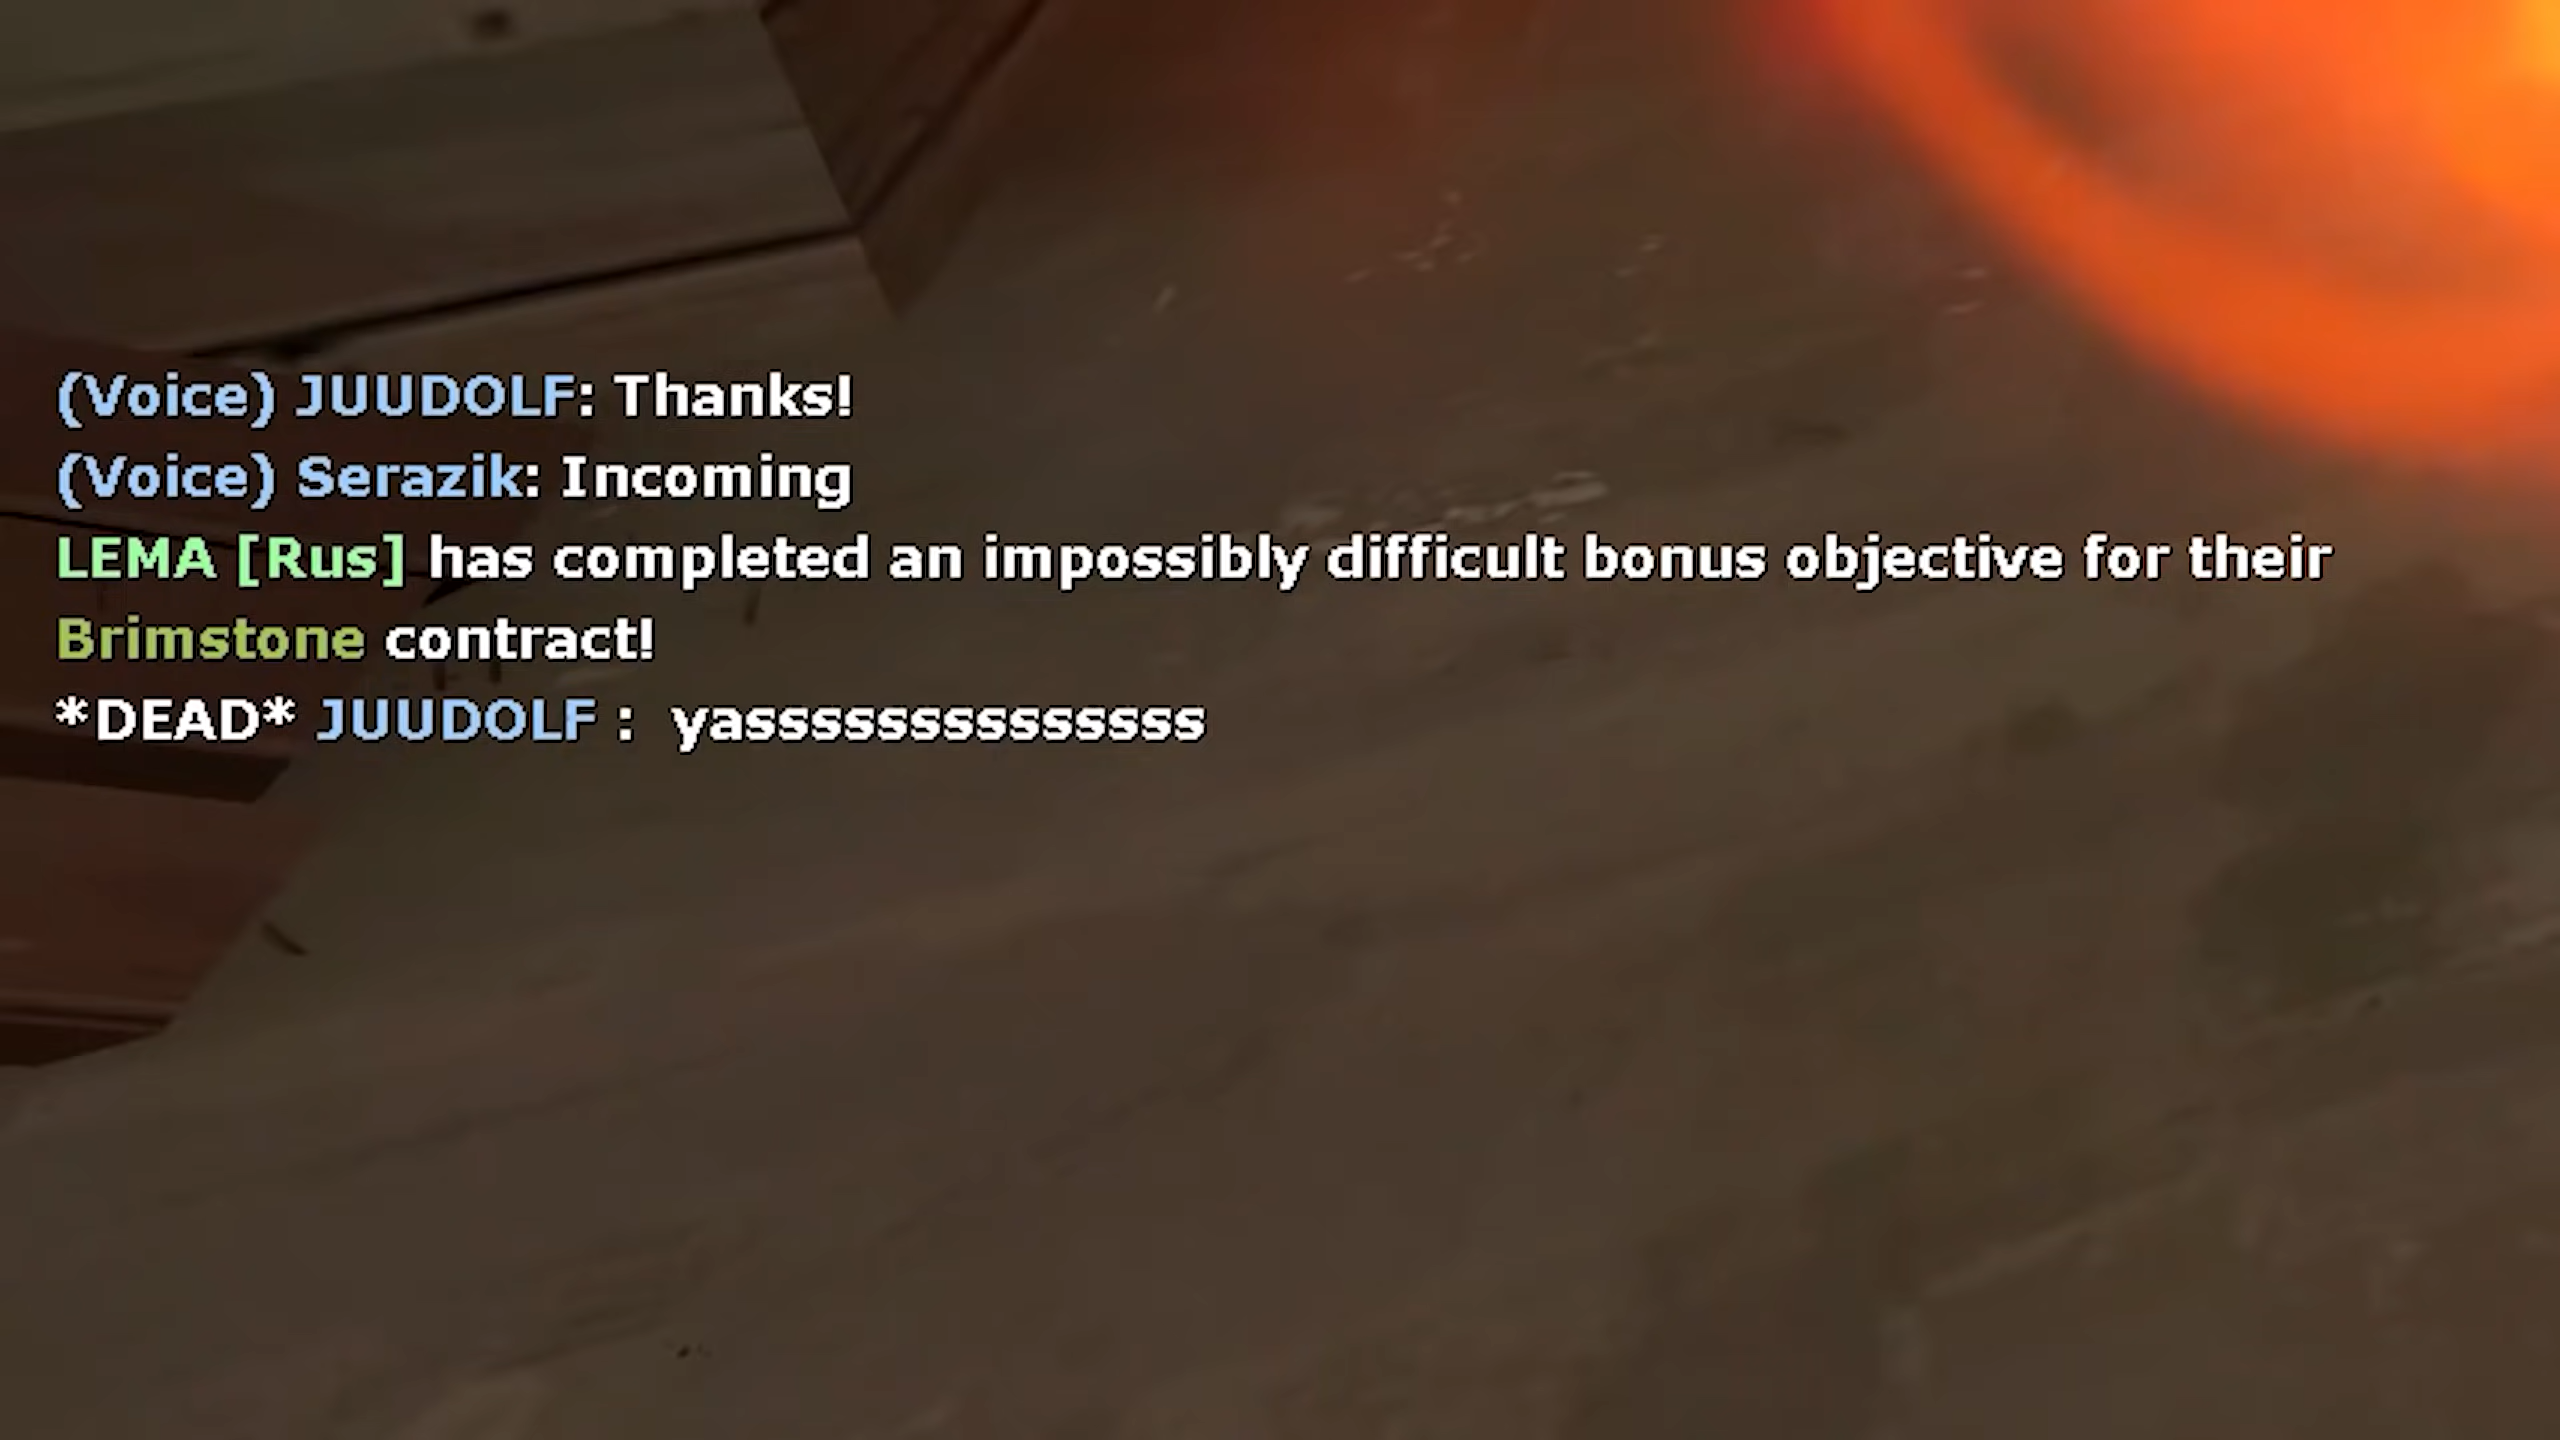 (Voice) JUUDOLF: Thanks!
(Voice) Serazik: Incoming
LEMA [Rus] has completed an impossibly difficult bonus objective for their
Brimstone contract!
*DEAD* JUUDOLF :  yasssssssssssssss